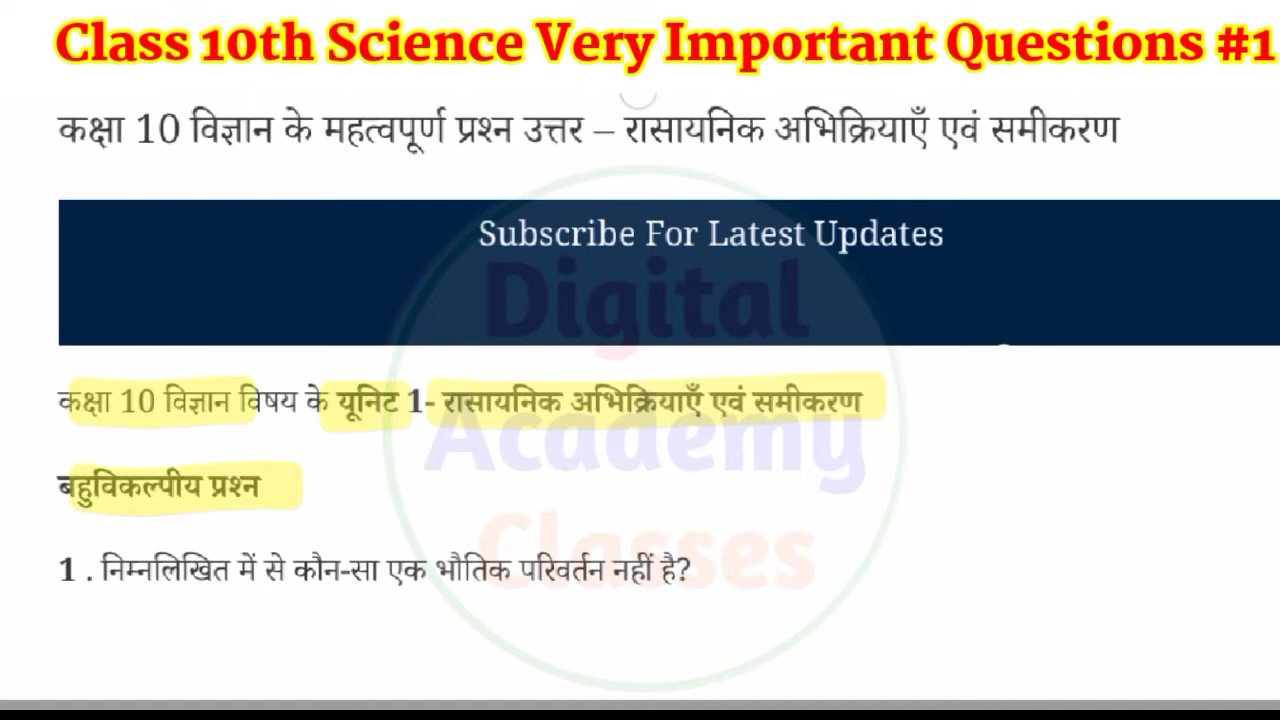 Class 10th Science Very Important Questions #1
कक्षा 10 विज्ञान के महत्वपूर्ण प्रश्न उत्तर – रासायनिक अभिक्रियाएँ एवं समीकरण
Subscribe For Latest Updates
Digital
कक्षा 10 विज्ञान विषय के यूनिट 1- रासायनिक अभिक्रियाएँ एवं समीकरण
Academy
बहुविकल्पीय प्रश्न
Classes
1 . निम्नलिखित में से कौन-सा एक भौतिक परिवर्तन नहीं है?